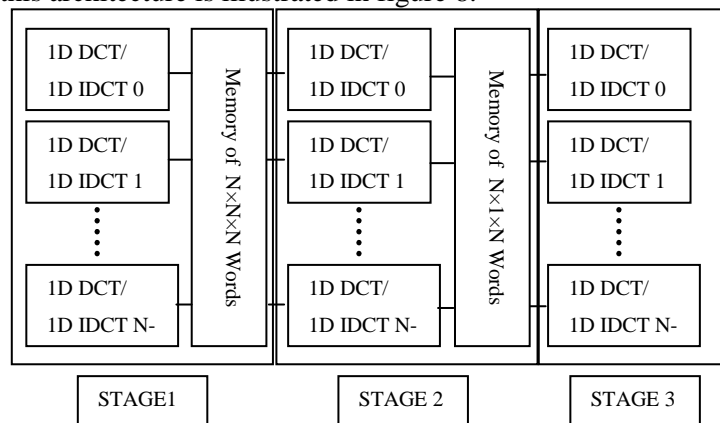 this architecture is illustrated in figure
1D DCT/
1D IDCT 0
1D DCT/
1D IDCT 1
1D DCT/
1D IDCT N-
Memory of N×N×N Words
1D DCT/
1D IDCT 0
1D DCT/
1D IDCT 1
1D DCT/
1D IDCT N-
Memory of N×1×N Words
1D DCT/
1D IDCT 0
1D DCT/
1D IDCT 1
1D DCT/
1D IDCT N-
STAGE1
STAGE 2
STAGE 3